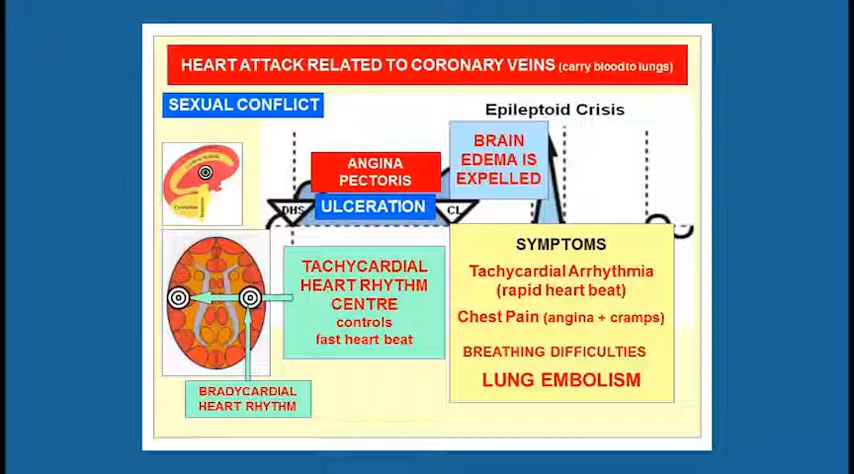 HEART ATTACK RELATED TO CORONARY VEINS (carry blood to lungs)
SEXUAL CONFLICT
Epileptoid Crisis
BRAIN
EDEMA IS
EXPELLED
ANGINA
PECTORIS
DHS
ULCERATION
CL
SYMPTOMS
Tachycardial Arrhythmia
(rapid heart beat)
Chest Pain (angina + cramps)
BREATHING DIFFICULTIES
LUNG EMBOLISM
TACHYCARDIAL
HEART RHYTHM
CENTRE
controls
fast heart beat
BRADYCARDIAL
HEART RHYTHM